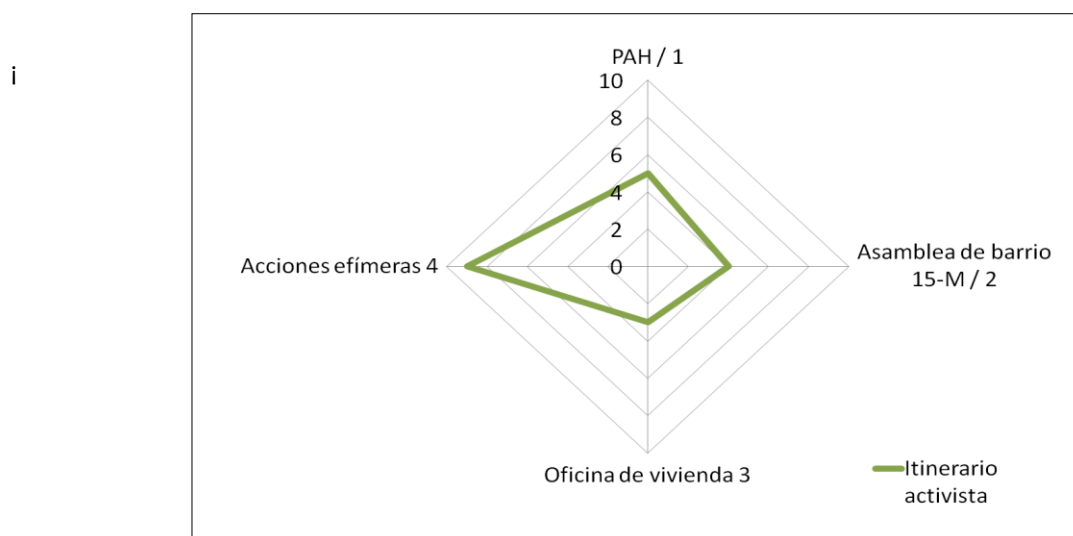 i
PAH / 1
10
8
6
4
2
0
Acciones efímeras 4
Asamblea de barrio
15-M / 2
Oficina de vivienda 3
Itinerario
activista